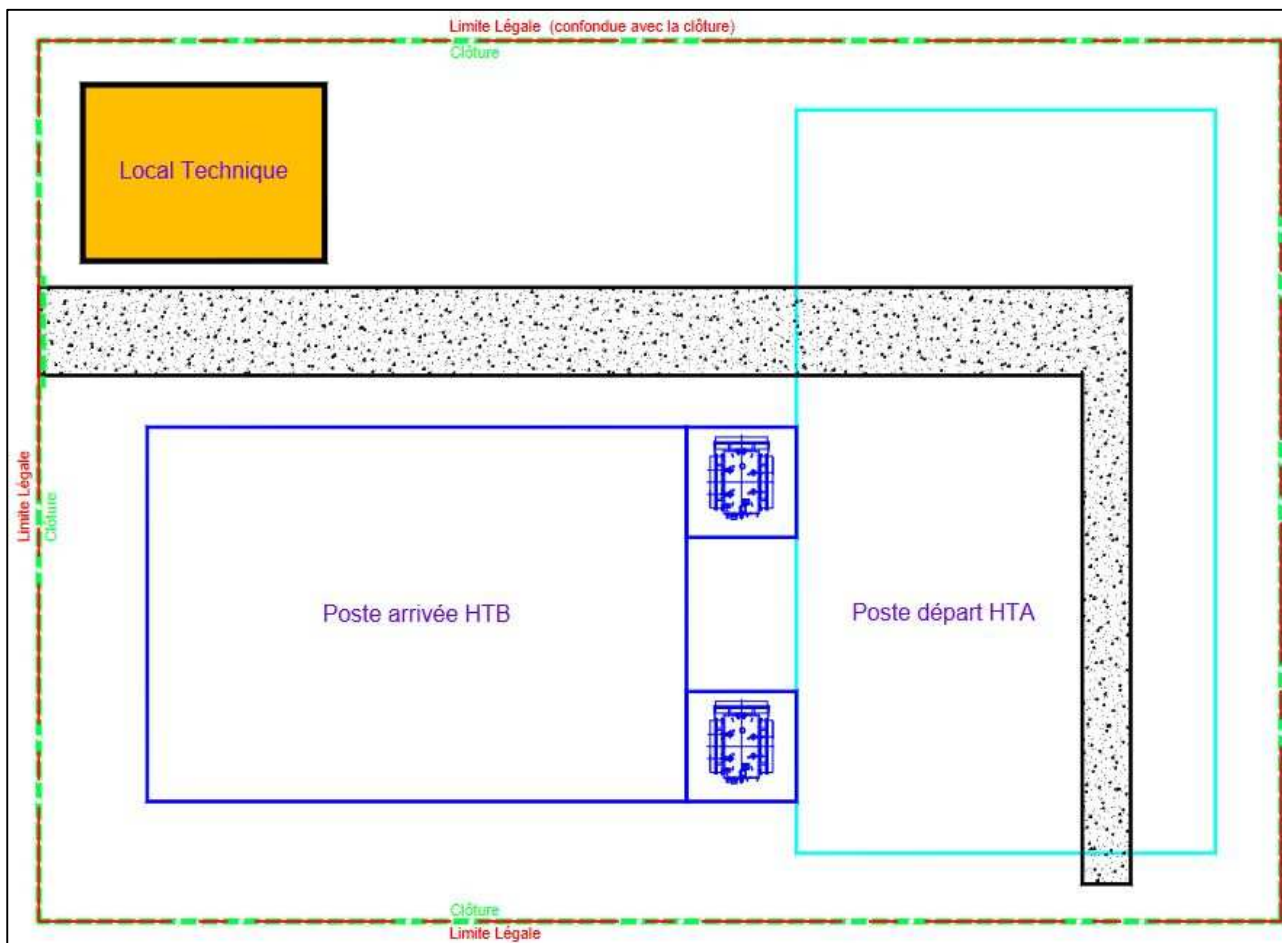 Limite Légale (confondue avec la clôture)
Clôture
Local Technique
Limite Légale
Clôture
Poste arrivée HTB
Poste départ HTA
Clôture
Limite Légale